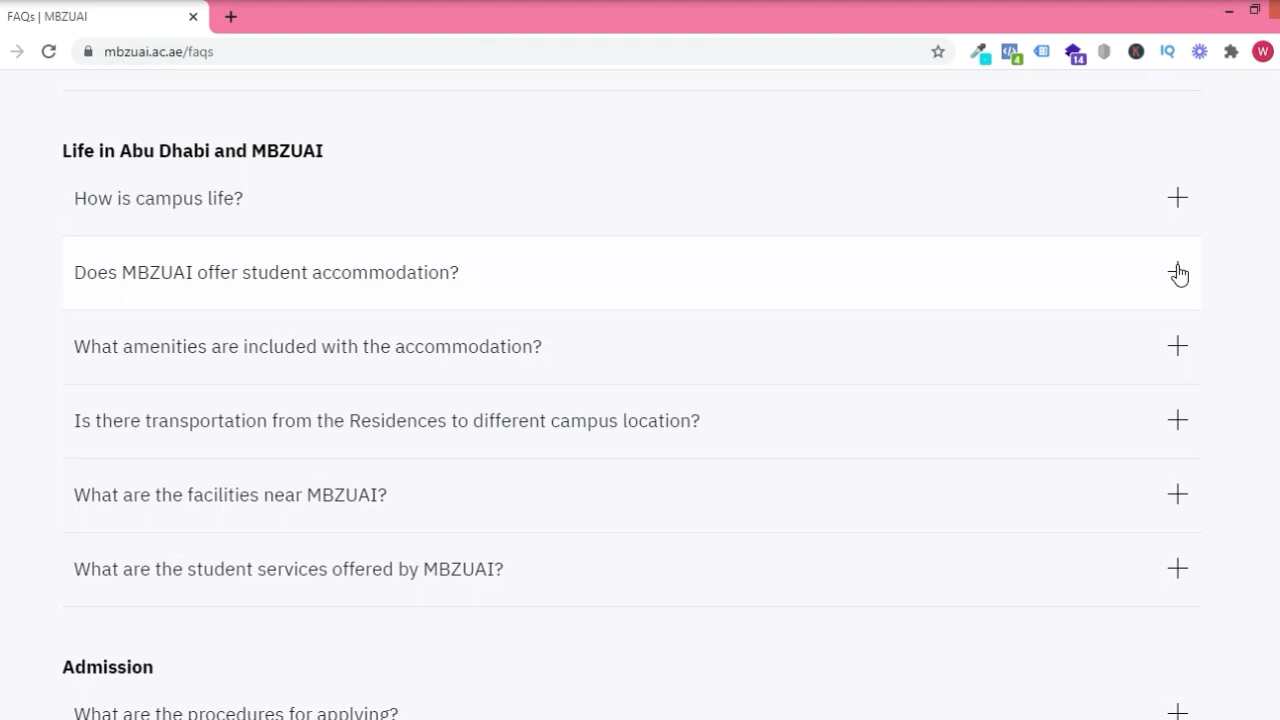 FAQs | MBZUAI
mbzuai.ac.ae/faqs
4
14
K
IQ
W
Life in Abu Dhabi and MBZUAI
How is campus life?
Does MBZUAI offer student accommodation?
What amenities are included with the accommodation?
Is there transportation from the Residences to different campus location?
What are the facilities near MBZUAI?
What are the student services offered by MBZUAI?
Admission
What are the procedures for applying?